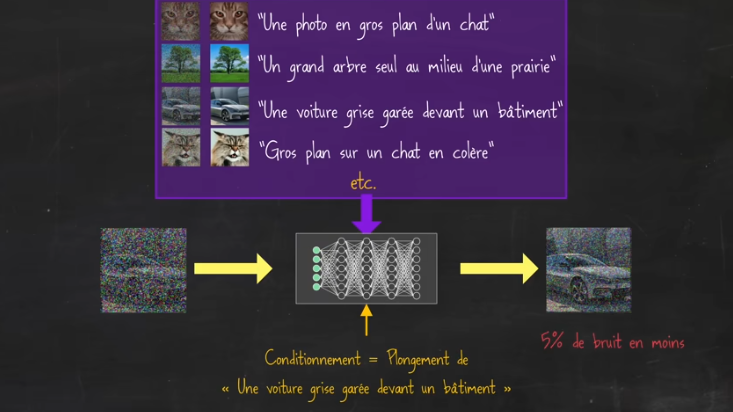 "Une photo en gros plan d'un chat"
"Un grand arbre seul au milieu d'une prairie"
"Une voiture grise garée devant un bâtiment"
"Gros plan sur un chat en colère"
etc.
5% de bruit en moins
Conditionnement = Plongement de
« Une voiture grise garée devant un bâtiment »